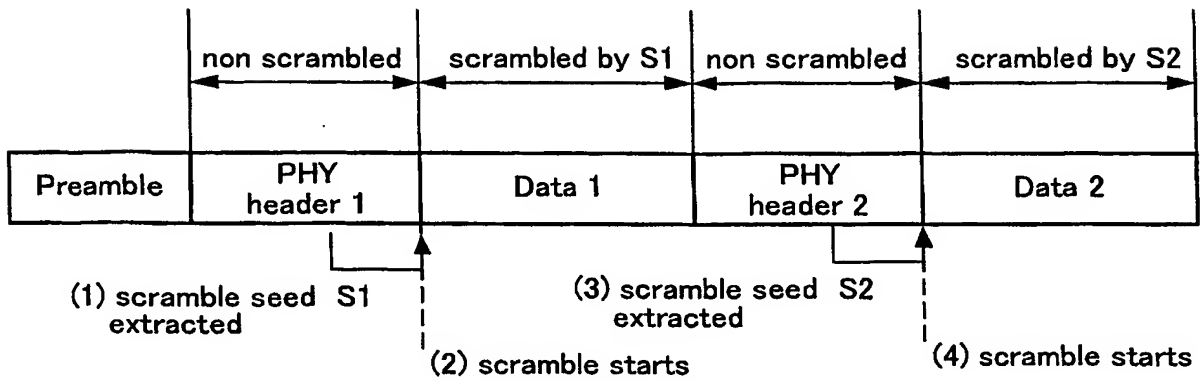 non scrambled
scrambled by S1
non scrambled
scrambled by S2
Preamble
PHY
header 1
Data 1
PHY
header 2
Data 2
(1) scramble seed S1
extracted
(2) scramble starts
(3) scramble seed S2
extracted
(4) scramble starts